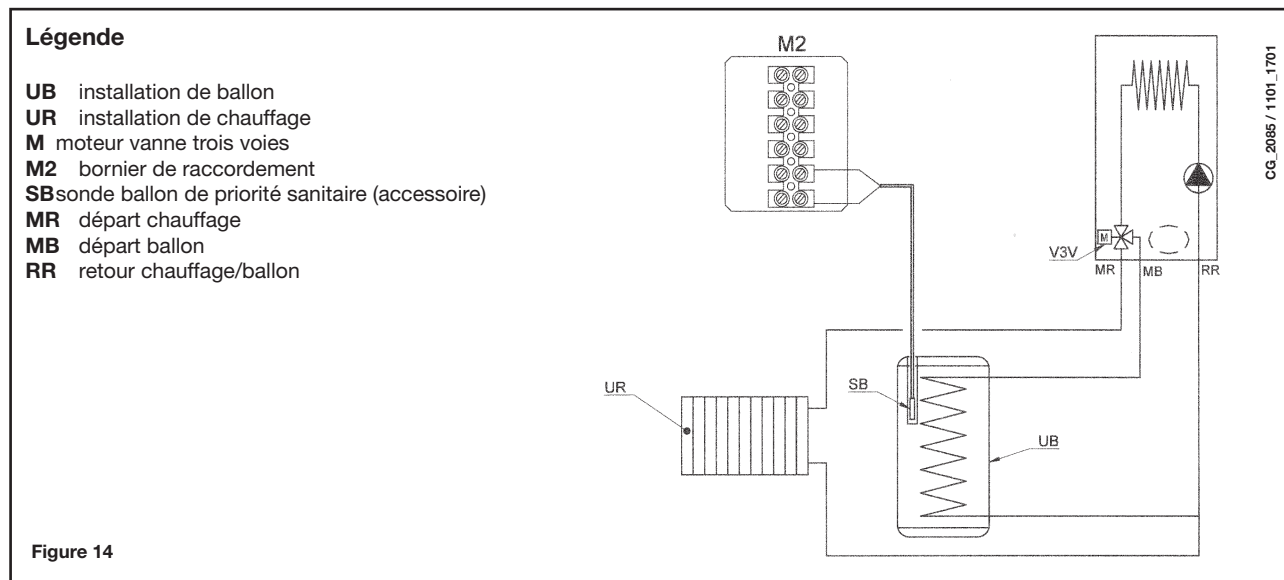 Légende
UB installation de ballon
UR installation de chauffage
M moteur vanne trois voies
M2 bornier de raccordement
SBsonde ballon de priorité sanitaire (accessoire)
MR départ chauffage
MB départ ballon
RR retour chauffage/ballon
M2
CG_2085 / 1101_1701
M
V3V
MR
MB
RR
UR
SB
UB
Figure 14